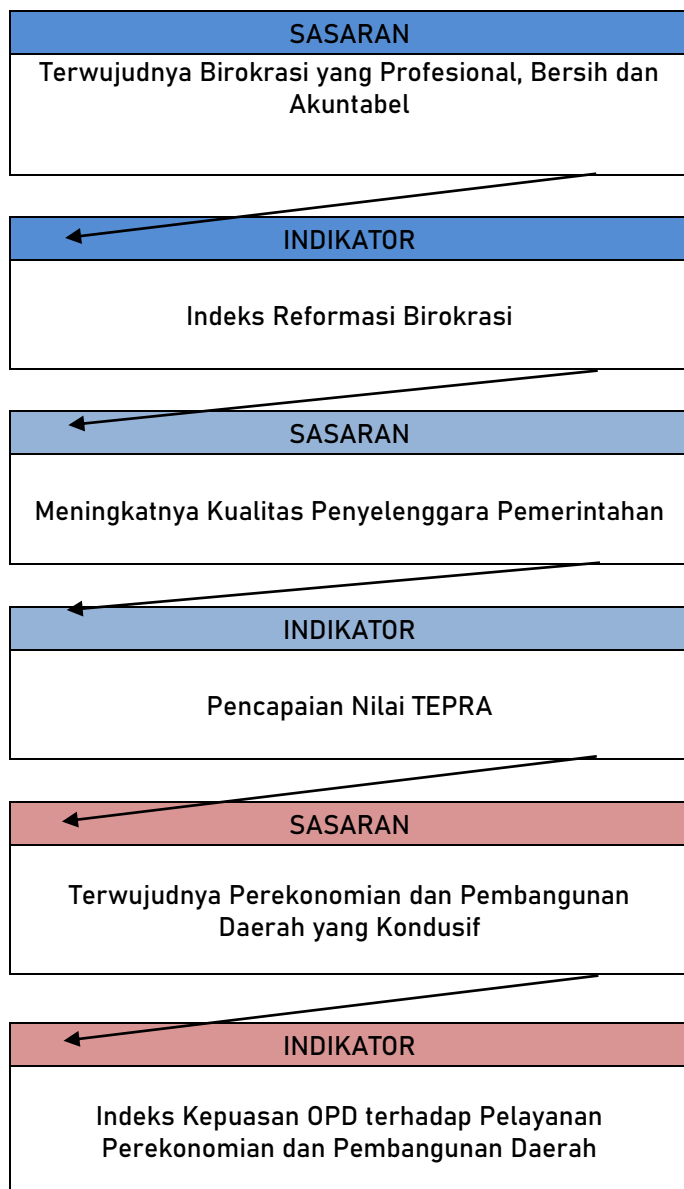 SASARAN
Terwujudnya Birokrasi yang Profesional, Bersih dan
Akuntabel
INDIKATOR
Indeks Reformasi Birokrasi
SASARAN
Meningkatnya Kualitas Penyelenggara Pemerintahan
INDIKATOR
Pencapaian Nilai TEPRA
SASARAN
Terwujudnya Perekonomian dan Pembangunan
Daerah yang Kondusif
INDIKATOR
Indeks Kepuasan OPD terhadap Pelayanan
Perekonomian dan Pembangunan Daerah